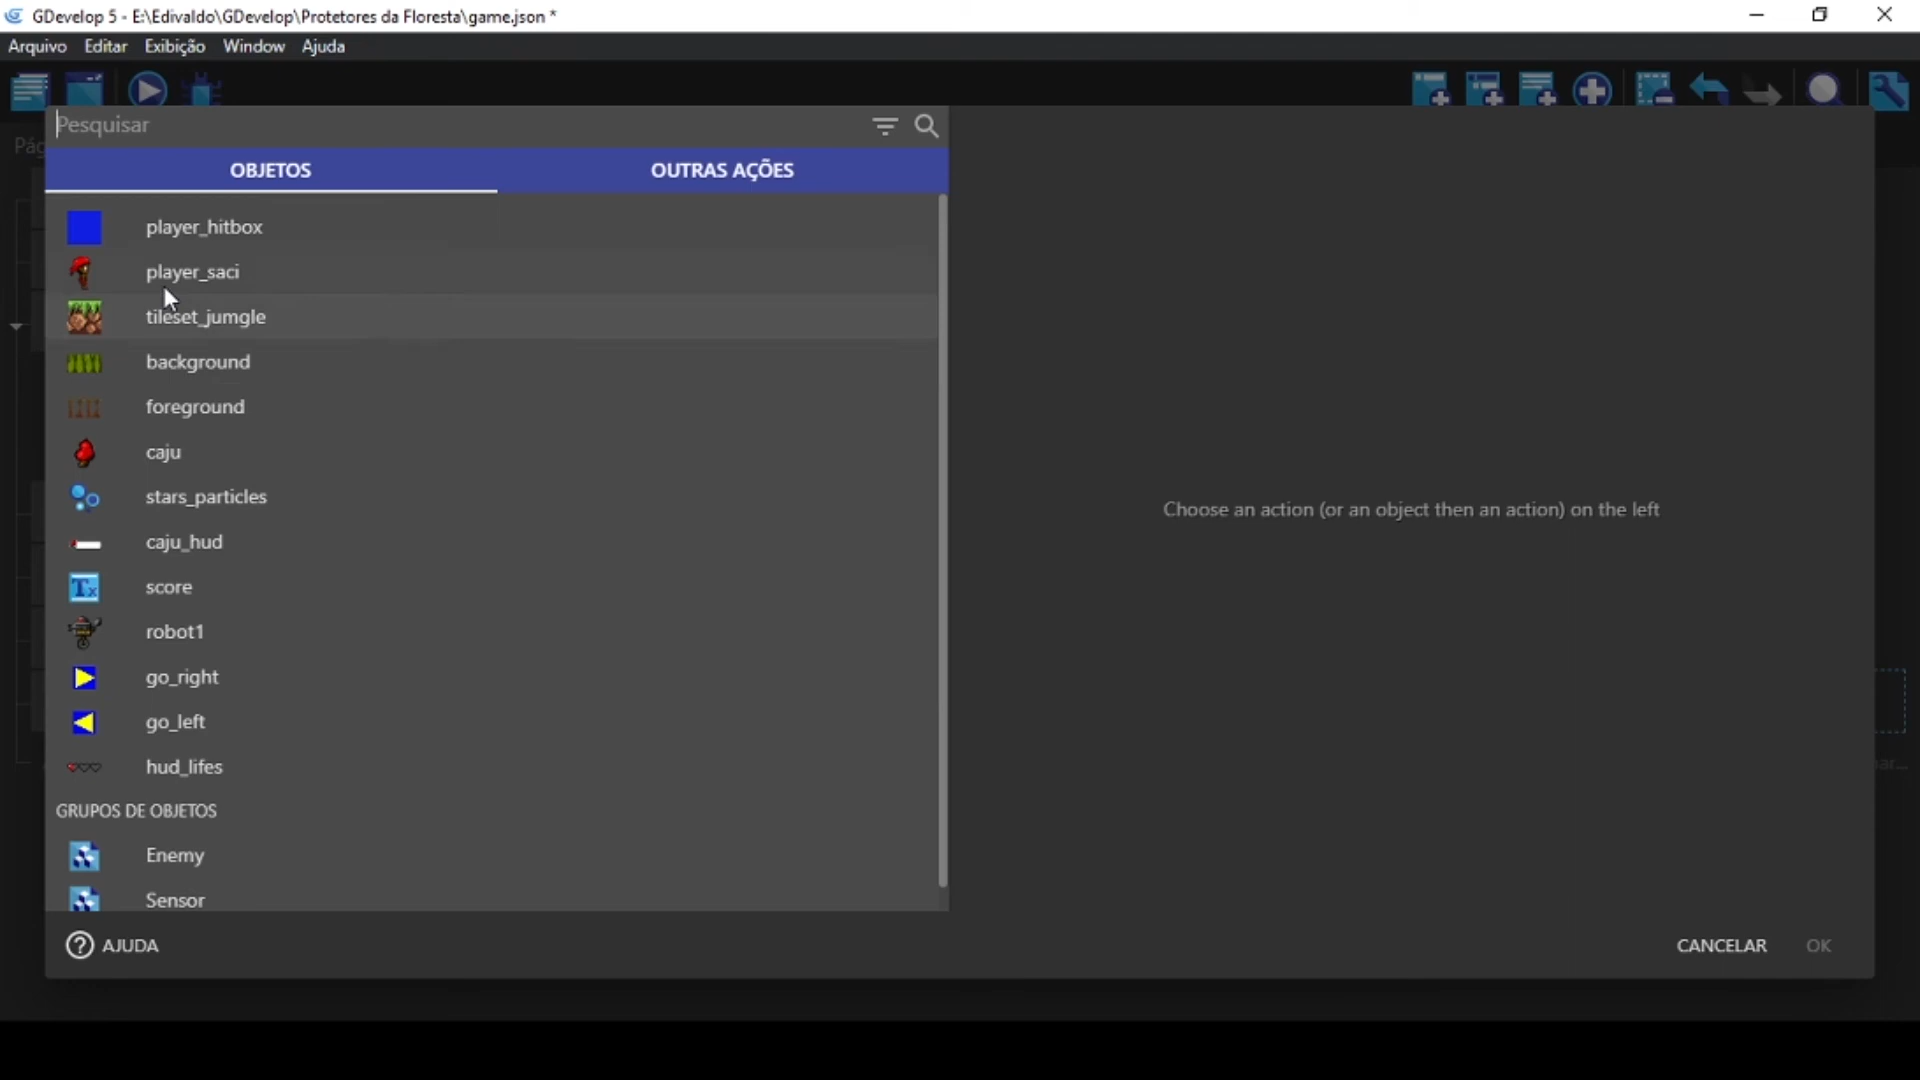 GDevelop 5 - E:\Edivaldo\GDevelop\Protetores da Floresta\game.json *
Arquivo Editar Exibição Window Ajuda
Pesquisar
OBJETOS OUTRAS AÇÕES
player_hitbox
player_saci
tileset_jumgle
background
foreground
caju
stars_particles
caju_hud
score
robot1
go_right
go_left
hud_lifes
GRUPOS DE OBJETOS
Enemy
Sensor
Choose an action (or an object then an action) on the left
? AJUDA
CANCELAR OK